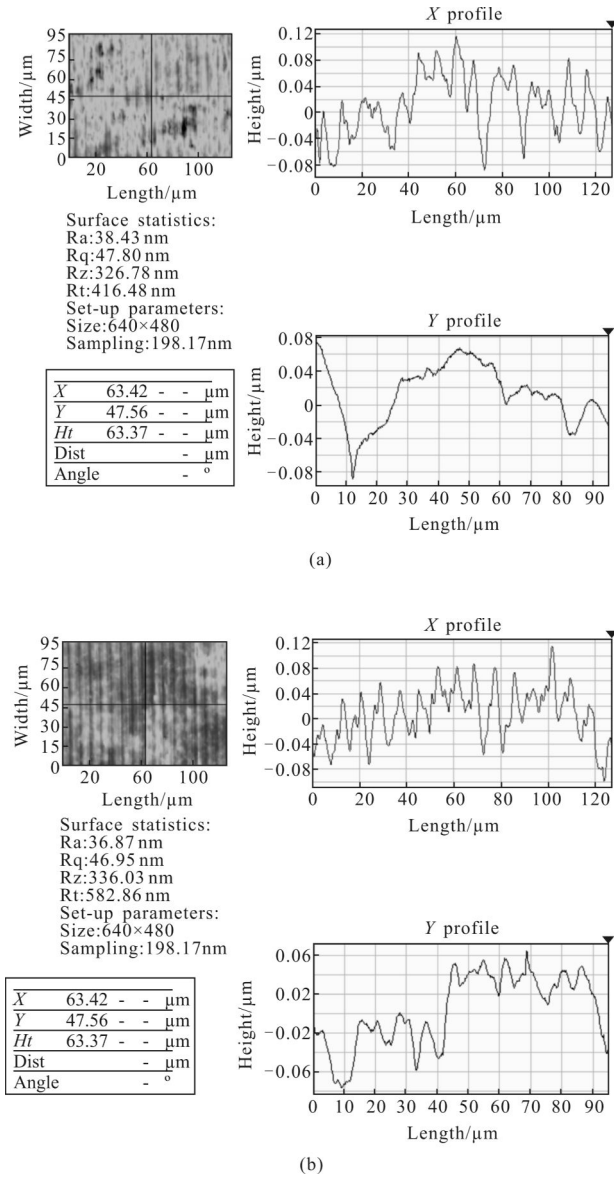 X profile
95
75
60
45
30
15
0
Width/µm
20
60
100
Length/µm
0.12
0.08
0.04
0
−0.04
−0.08
Height/µm
0
20
40
60
80
100
120
Length/µm
Surface statistics:
Ra:38.43 nm
Rq:47.80 nm
Rz:326.78 nm
Rt:416.48 nm
Set-up parameters:
Size:640×480
Sampling:198.17nm
X 63.42 - - µm
Y 47.56 - - µm
Ht 63.37 - - µm
Dist - µm
Angle - º
Y profile
0.08
0.04
0
−0.04
−0.08
Height/µm
0 10 20 30 40 50 60 70 80 90
Length/µm
(a)
X profile
95
75
60
45
30
15
0
Width/µm
20
60
100
Length/µm
0.12
0.08
0.04
0
−0.04
−0.08
Height/µm
0 20 40 60 80 100 120
Length/µm
Surface statistics:
Ra:36.87 nm
Rq:46.95 nm
Rz:336.03 nm
Rt:582.86 nm
Set-up parameters:
Size:640×480
Sampling:198.17nm
X 63.42 - - µm
Y 47.56 - - µm
Ht 63.37 - - µm
Dist - µm
Angle - º
Y profile
0.06
0.02
−0.02
−0.06
Height/µm
0 10 20 30 40 50 60 70 80 90
Length/µm
(b)